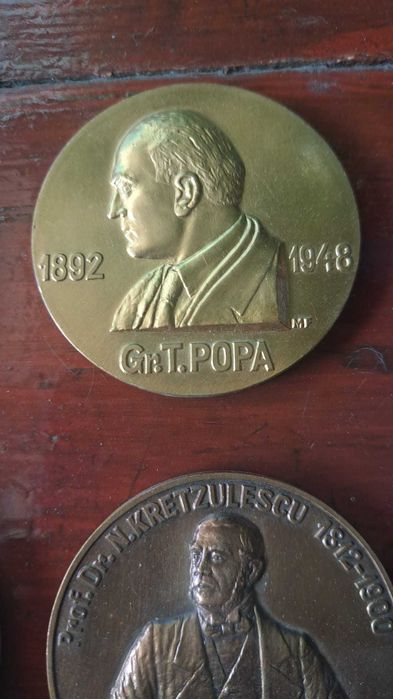 1892 1948
MF
Gr.T.POPA
Prof. Dr. N.KRETZULESCU 1812-1900